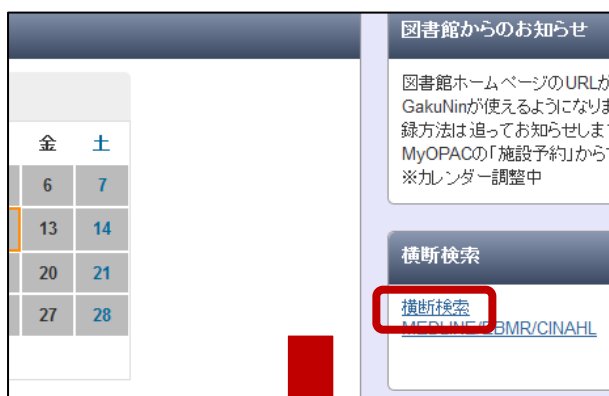 金 土
6 7
13 14
20 21
27 28
図書館からのお知らせ
図書館ホームページのURLが
GakuNinが使えるようになりま
録方法は追ってお知らせしま
MyOPACの「施設予約」から
※カレンダー調整中
横断検索
横断検索
MEDLINE/EBMR/CINAHL